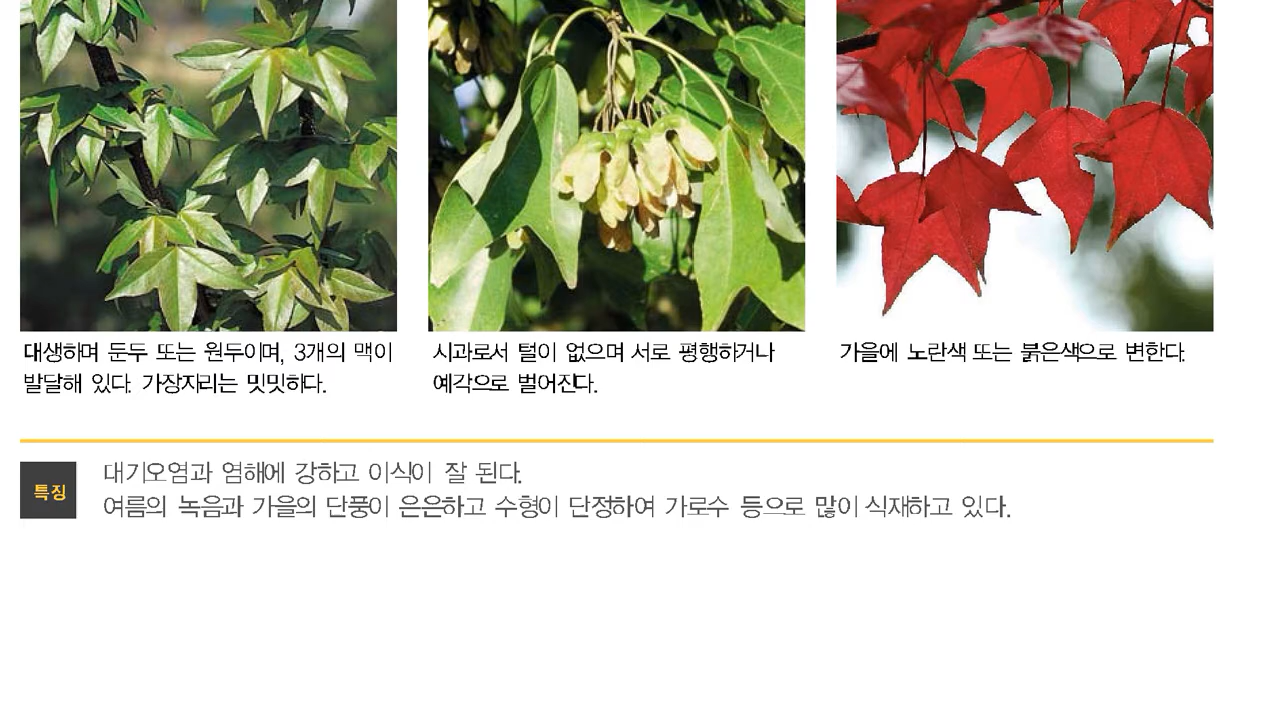 대생하며 둔두 또는 원두이며, 3개의 맥이
발달해 있다. 가장자리는 밋밋하다.
시과로서 털이 없으며 서로 평행하거나
예각으로 벌어진다.
가을에 노란색 또는 붉은색으로 변한다.
특징
대기오염과 염해에 강하고 이식이 잘 된다.
여름의 녹음과 가을의 단풍이 은은하고 수형이 단정하여 가로수 등으로 많이 식재하고 있다.